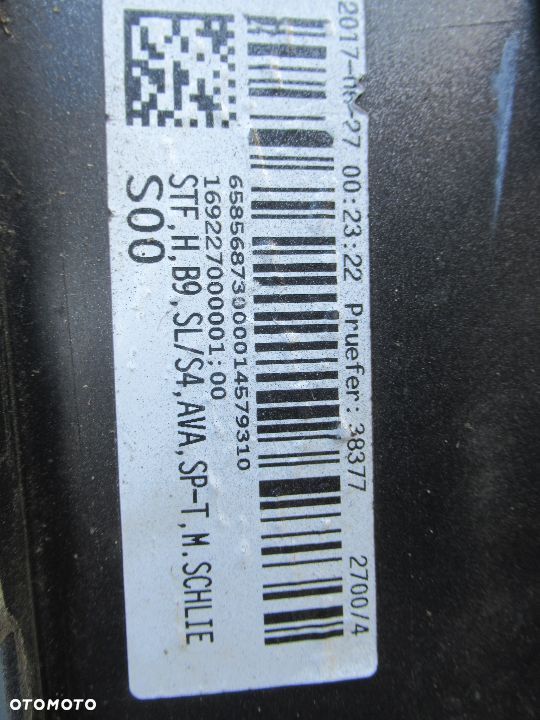 2017-06-27 00:23:22 Pruefer: 38377 2700/4
65856873000014579310
169227000001;00
STF,H,B9,SL/S4,AVA,SP-T,M.SCHLIE
S00
OTOMOTO